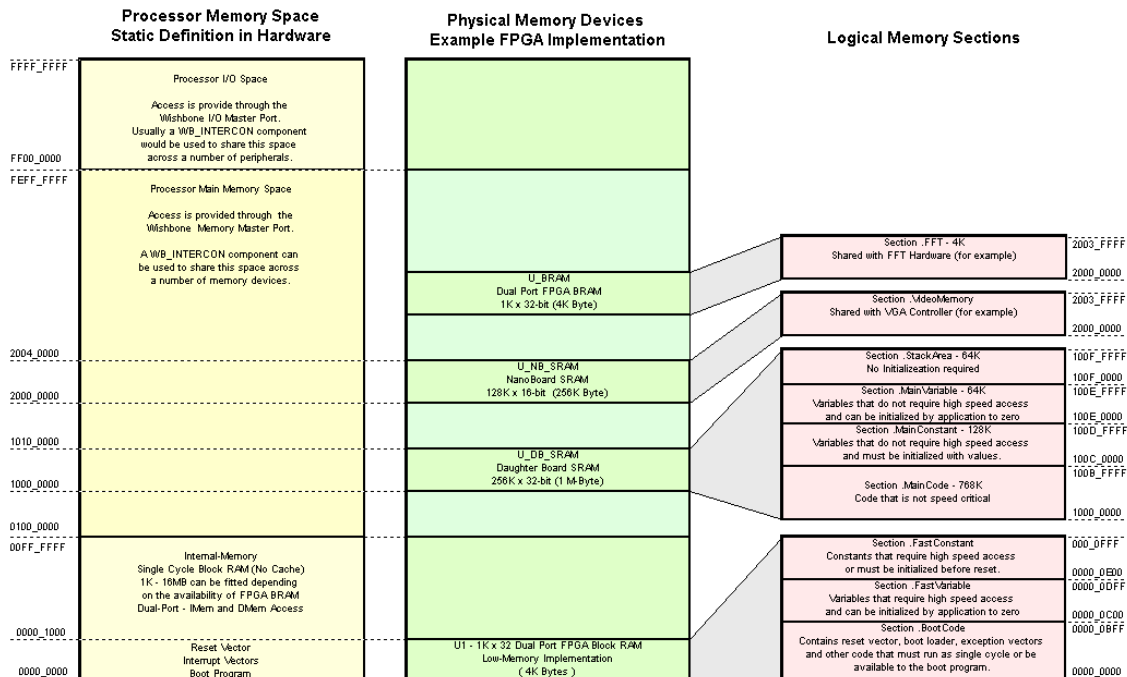 Processor Memory Space
Static Definition in Hardware
Physical Memory Devices
Example FPGA Implementation
Logical Memory Sections
FFFF_FFFF
Processor I/O Space
Access is provide through the
Wishbone I/O Master Port.
Usually a WB_INTERCON component
would be used to share this space
across a number of peripherals.
FF00_0000
FEFF_FFFF
Processor Main Memory Space
Access is provided through the
Wishbone Memory Master Port.
A WB_INTERCON component can
be used to share this space across
a number of memory devices.
2004_0000
2000_0000
1010_0000
1000_0000
0100_0000
00FF_FFFF
Internal-Memory
Single Cycle Block RAM (No Cache)
1K - 16MB can be fitted depending
on the availability of FPGA BRAM
Dual-Port - IMem and DMem Access
0000_1000
Reset Vector
Interrupt Vectors
Boot Program
0000_0000
U_BRAM
Dual Port FPGA BRAM
1K x 32-bit (4K Byte)
U_NB_SRAM
NanoBoard SRAM
128K x 16-bit (256K Byte)
U_DB_SRAM
Daughter Board SRAM
256K x 32-bit (1 M-Byte)
U1 - 1K x 32 Dual Port FPGA Block RAM
Low-Memory Implementation
( 4K Bytes )
Section .FFT - 4K
Shared with FFT Hardware (for example)
2003_FFFF
2000_0000
Section .VideoMemory
Shared with VGA Controller (for example)
2003_FFFF
2000_0000
Section .StackArea - 64K
No Initializeation required
100F_FFFF
100F_0000
Section .MainVariable - 64K
Variables that do not require high speed access
and can be initialized by application to zero
100E_FFFF
100E_0000
Section .MainConstant - 128K
Variables that do not require high speed access
and must be initialized with values.
100D_FFFF
100C_0000
Section .MainCode - 768K
Code that is not speed critical
100B_FFFF
1000_0000
Section .FastConstant
Constants that require high speed access
or must be initialized before reset.
000_0FFF
0000_0E00
Section .FastVariable
Variables that require high speed access
and can be initialized by application to zero
0000_0DFF
0000_0C00
Section .BootCode
Contains reset vector, boot loader, exception vectors
and other code that must run as single cycle or be
available to the boot program.
0000_0BFF
0000_0000